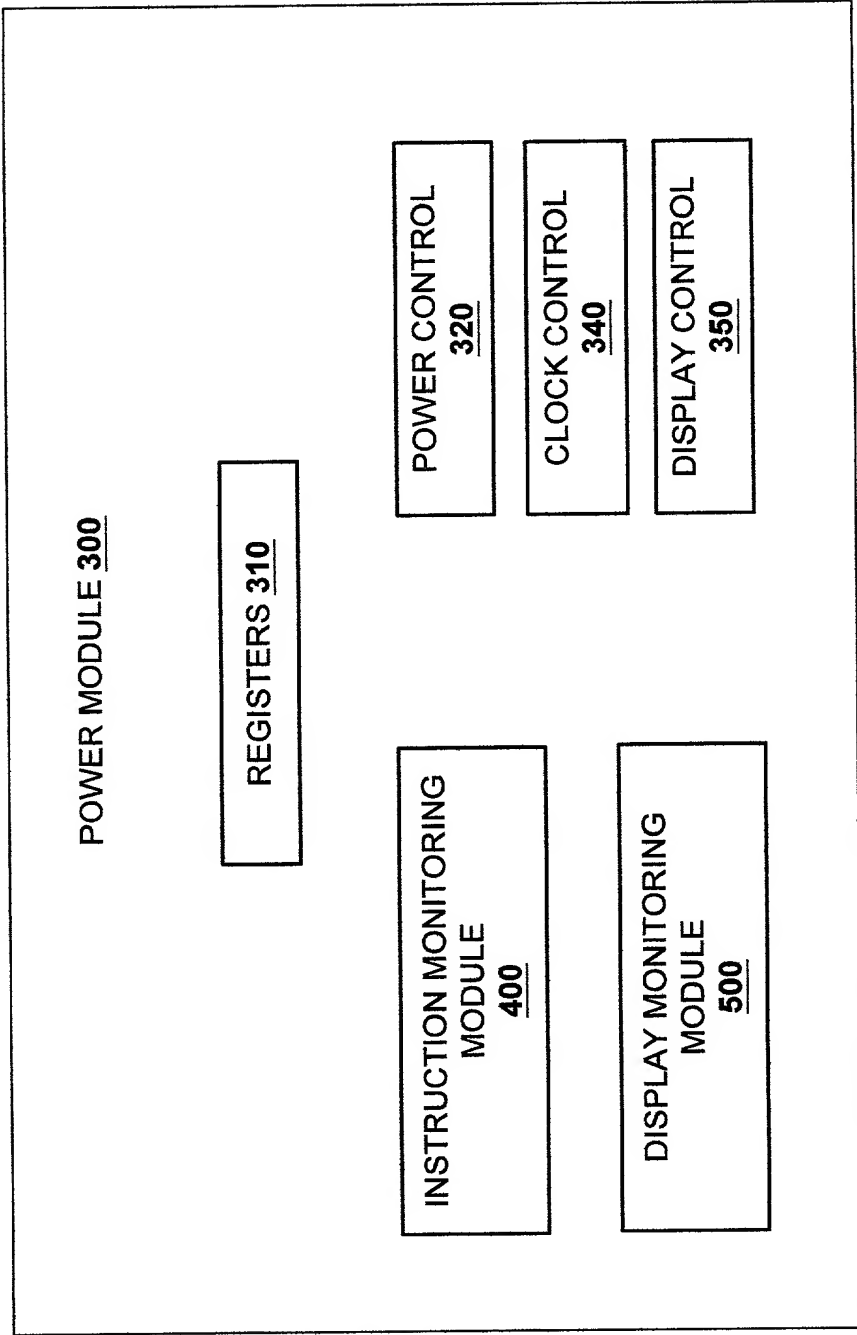 POWER MODULE 300
REGISTERS 310
INSTRUCTION MONITORING
MODULE
400
DISPLAY MONITORING
MODULE
500
POWER CONTROL
320
CLOCK CONTROL
340
DISPLAY CONTROL
350